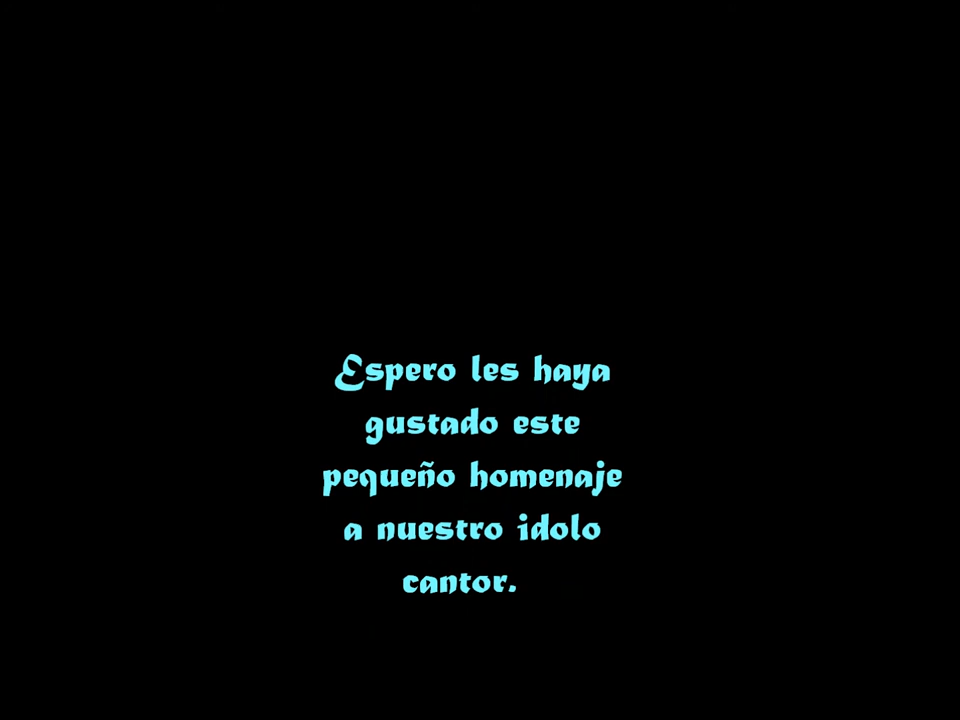 Espero les haya
gustado este
pequeño homenaje
a nuestro idolo
cantor.